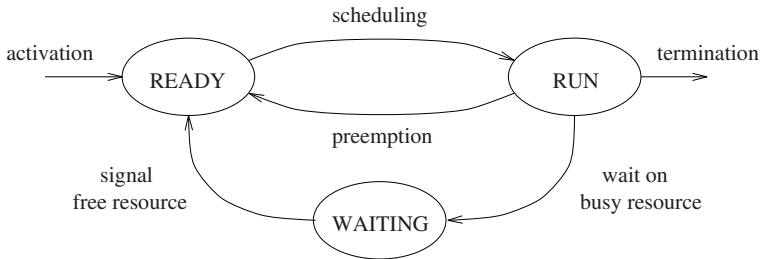 scheduling
activation
termination
READY
RUN
preemption
signal
free resource
wait on
busy resource
WAITING